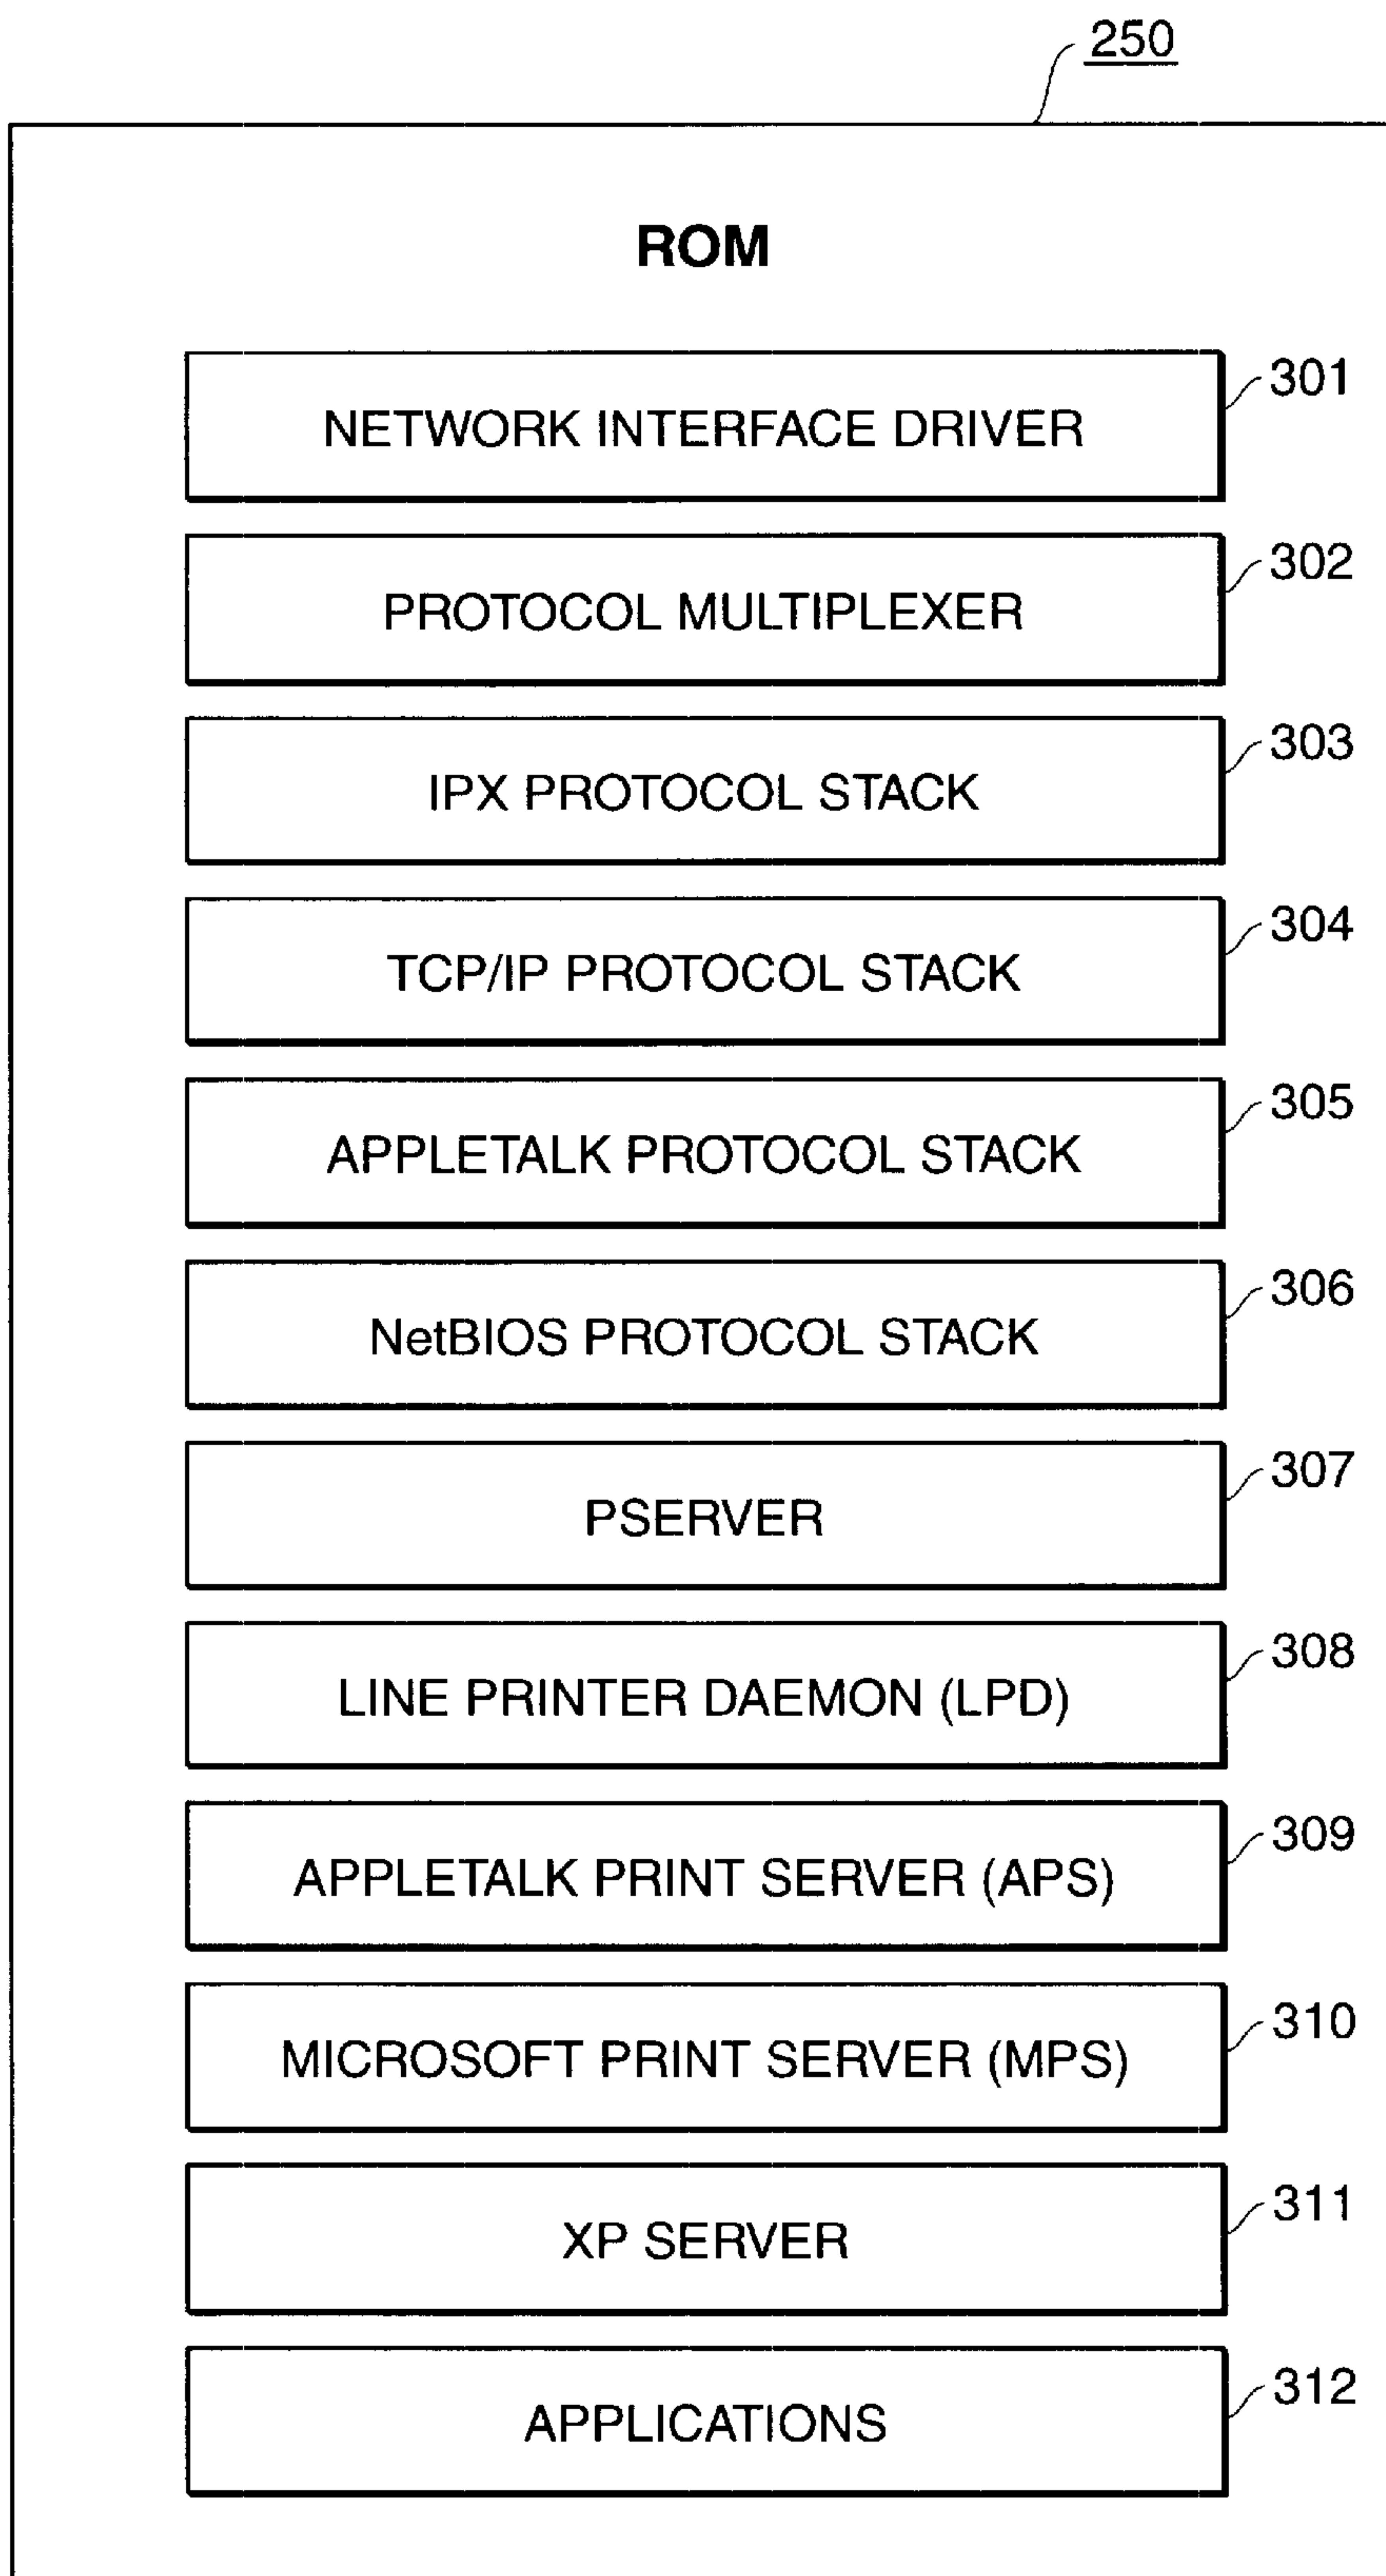 250
ROM
NETWORK INTERFACE DRIVER
301
PROTOCOL MULTIPLEXER
302
IPX PROTOCOL STACK
303
TCP/IP PROTOCOL STACK
304
APPLETALK PROTOCOL STACK
305
NetBIOS PROTOCOL STACK
306
PSERVER
307
LINE PRINTER DAEMON (LPD)
308
APPLETALK PRINT SERVER (APS)
309
MICROSOFT PRINT SERVER (MPS)
310
XP SERVER
311
APPLICATIONS
312